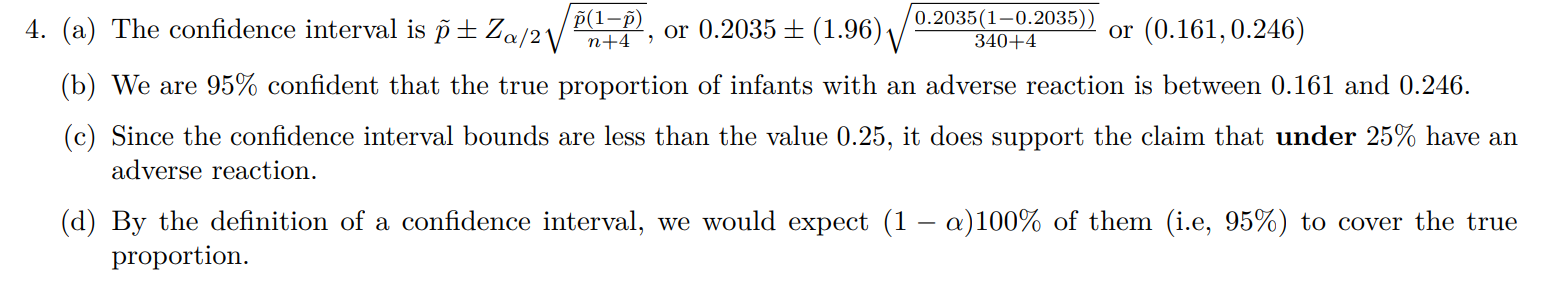 4. (a) The confidence interval is p̃ ± Z_{α/2}√(p̃(1−p̃)/(n+4)), or 0.2035 ± (1.96)√(0.2035(1−0.2035))/(340+4) or (0.161, 0.246)
(b) We are 95% confident that the true proportion of infants with an adverse reaction is between 0.161 and 0.246.
(c) Since the confidence interval bounds are less than the value 0.25, it does support the claim that under 25% have an
adverse reaction.
(d) By the definition of a confidence interval, we would expect (1 − α)100% of them (i.e, 95%) to cover the true
proportion.